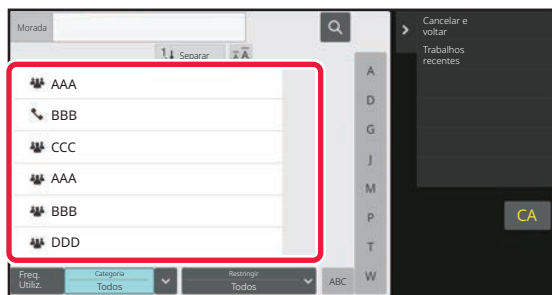 Morada
1 Separar A A
AAA
BBB
CCC
AAA
BBB
DDD
A
D
G
J
M
P
T
W
Freq.
Utiliz.
Categoria
Todos
Restringir
Todos
ABC
Cancelar e
voltar
Trabalhos
recentes
CA